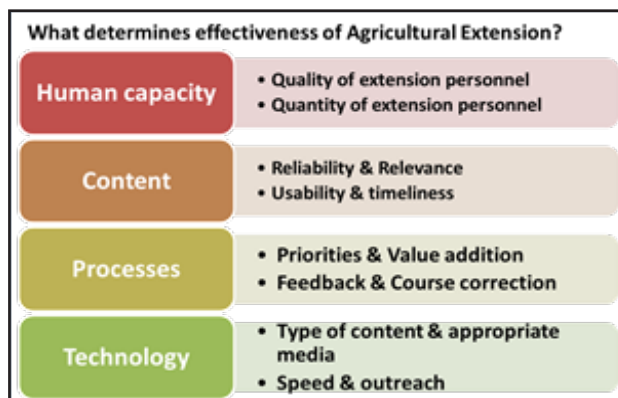 What determines effectiveness of Agricultural Extension?
Human capacity
• Quality of extension personnel
• Quantity of extension personnel
Content
• Reliability & Relevance
• Usability & timeliness
Processes
• Priorities & Value addition
• Feedback & Course correction
Technology
• Type of content & appropriate
media
• Speed & outreach